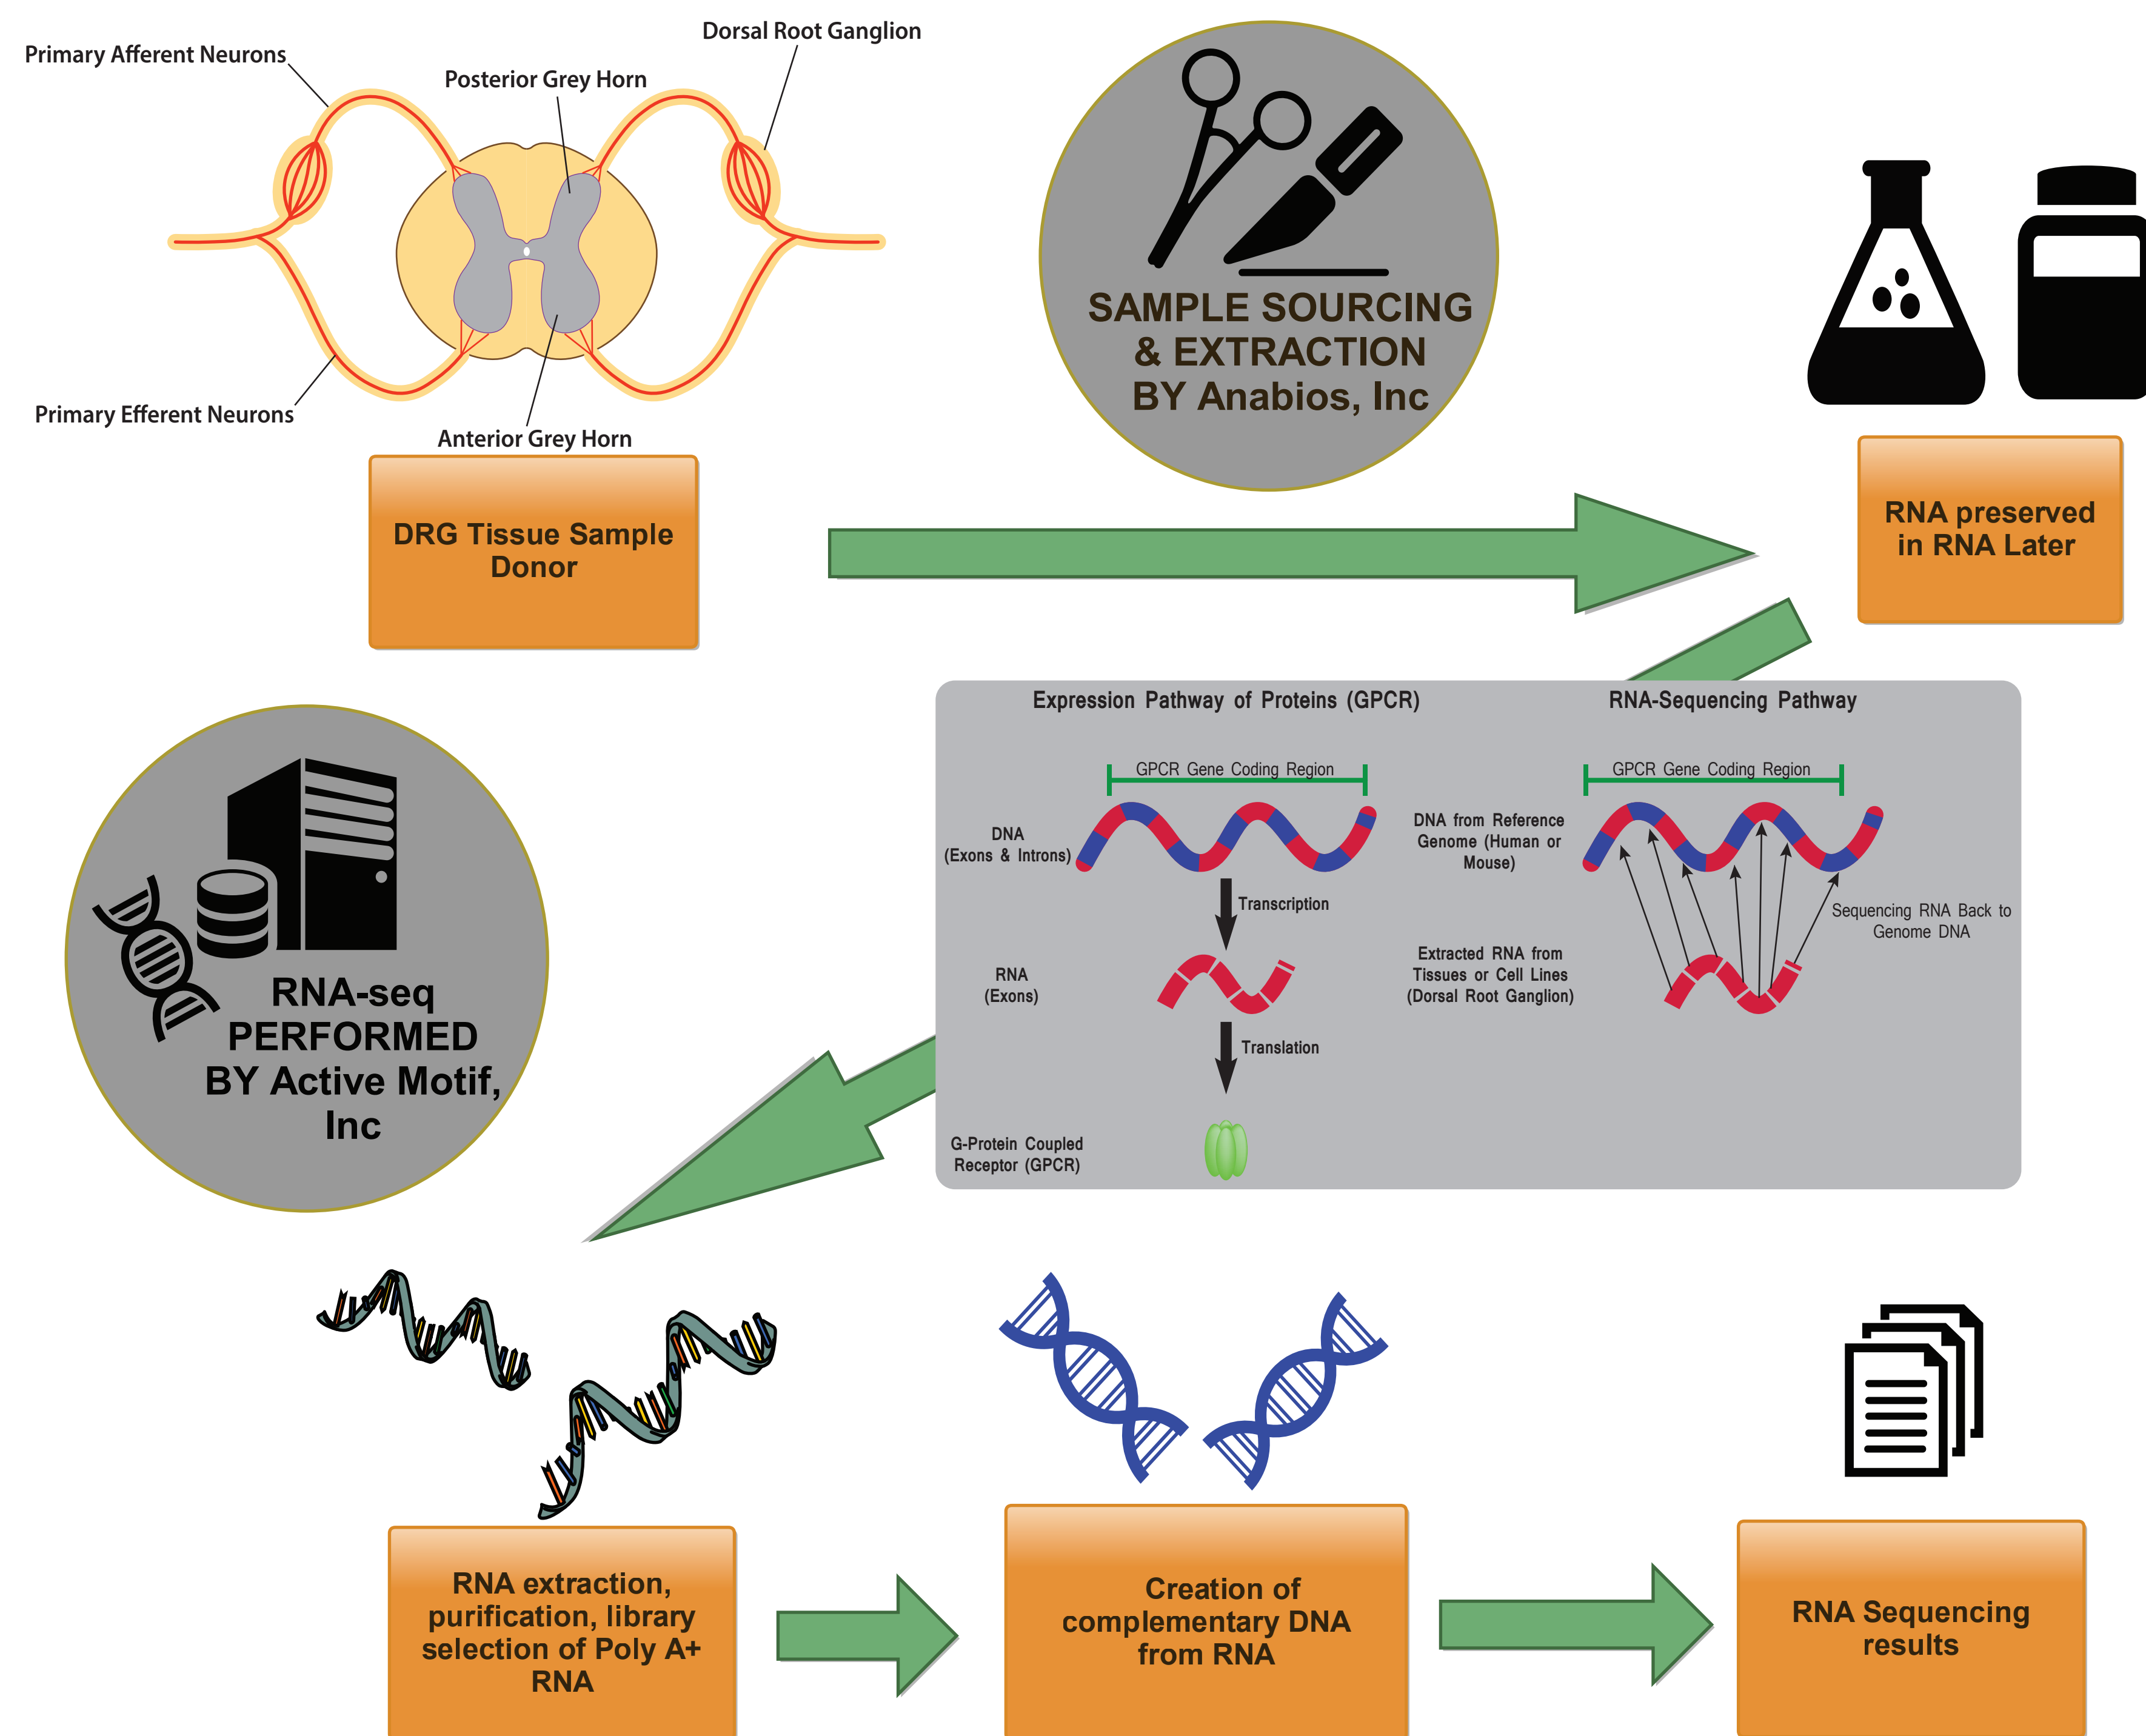 Primary Afferent Neurons
Posterior Grey Horn
Dorsal Root Ganglion
Primary Efferent Neurons
Anterior Grey Horn
DRG Tissue Sample
Donor
SAMPLE SOURCING
& EXTRACTION
BY Anabios, Inc
RNA preserved
in RNA Later
RNA-seq
PERFORMED
BY Active Motif,
Inc
Expression Pathway of Proteins (GPCR)
GPCR Gene Coding Region
DNA
(Exons & Introns)
Transcription
RNA
(Exons)
Translation
G-Protein Coupled
Receptor (GPCR)
RNA-Sequencing Pathway
GPCR Gene Coding Region
DNA from Reference
Genome (Human or
Mouse)
Sequencing RNA Back to
Genome DNA
Extracted RNA from
Tissues or Cell Lines
(Dorsal Root Ganglion)
RNA extraction,
purification, library
selection of Poly A+
RNA
Creation of
complementary DNA
from RNA
RNA Sequencing
results